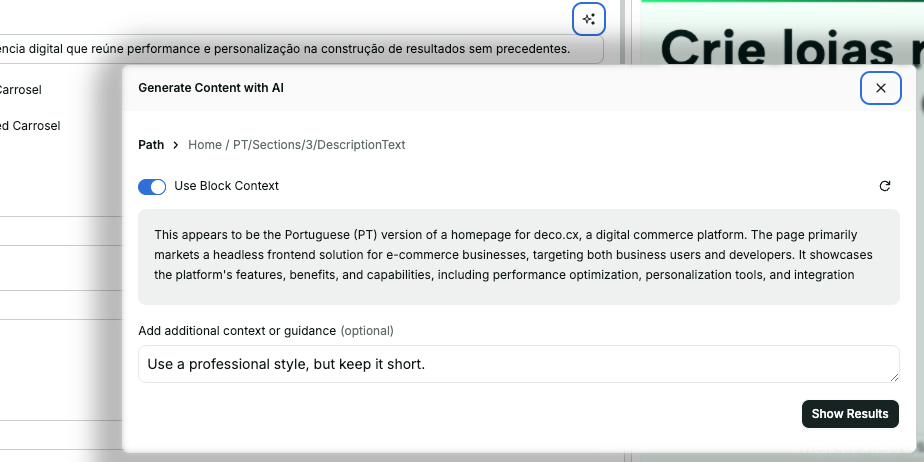 ência digital que reúne performance e personalização na construção de resultados sem precedentes.
Crie lojas
Carrosel
ed Carrosel
Generate Content with AI
Path > Home / PT/Sections/3/DescriptionText
Use Block Context
This appears to be the Portuguese (PT) version of a homepage for deco.cx, a digital commerce platform. The page primarily
markets a headless frontend solution for e-commerce businesses, targeting both business users and developers. It showcases
the platform's features, benefits, and capabilities, including performance optimization, personalization tools, and integration
Add additional context or guidance (optional)
Use a professional style, but keep it short.
Show Results